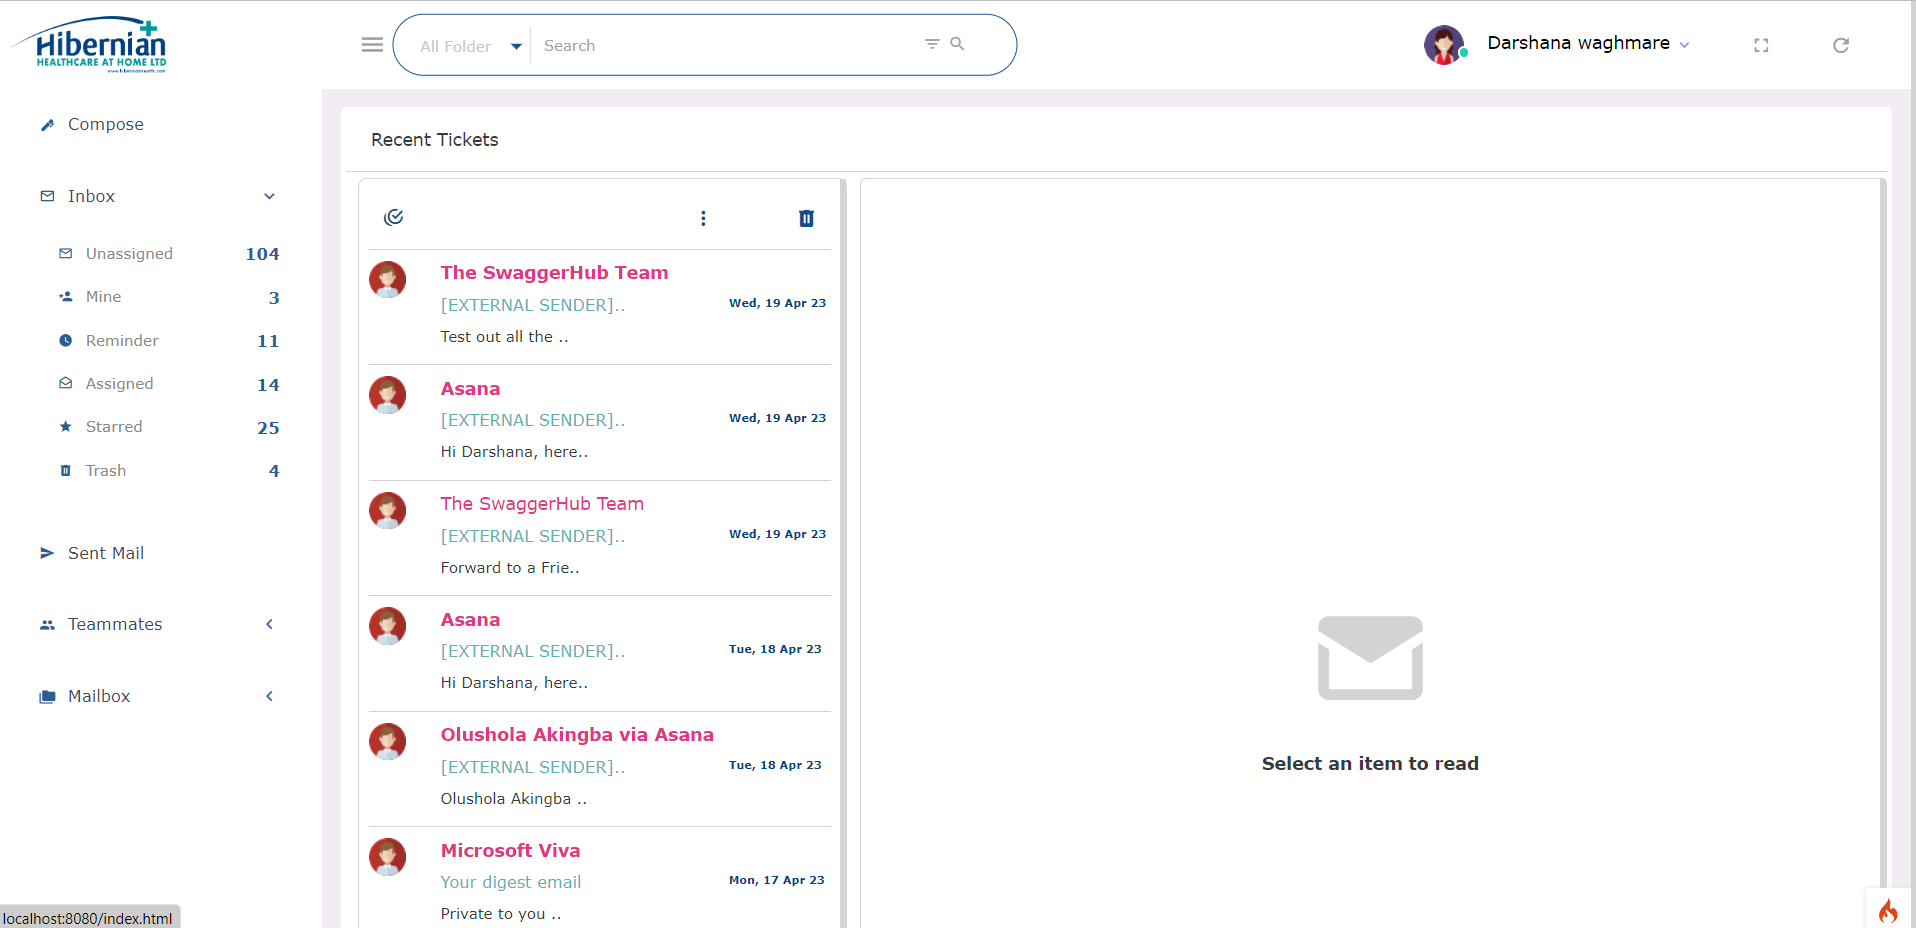 Hibernian
HEALTHCARE AT HOME LTD
www.hibernianhealth.com
All Folder
Search
Darshana waghmare
Compose
Inbox
Unassigned 104
Mine 3
Reminder 11
Assigned 14
Starred 25
Trash 4
Sent Mail
Teammates
Mailbox
Recent Tickets
The SwaggerHub Team
[EXTERNAL SENDER]..
Wed, 19 Apr 23
Test out all the ..
Asana
[EXTERNAL SENDER]..
Wed, 19 Apr 23
Hi Darshana, here..
The SwaggerHub Team
[EXTERNAL SENDER]..
Wed, 19 Apr 23
Forward to a Frie..
Asana
[EXTERNAL SENDER]..
Tue, 18 Apr 23
Hi Darshana, here..
Olushola Akingba via Asana
[EXTERNAL SENDER]..
Tue, 18 Apr 23
Olushola Akingba ..
Microsoft Viva
Your digest email
Mon, 17 Apr 23
Private to you ..
Select an item to read
localhost:8080/index.html